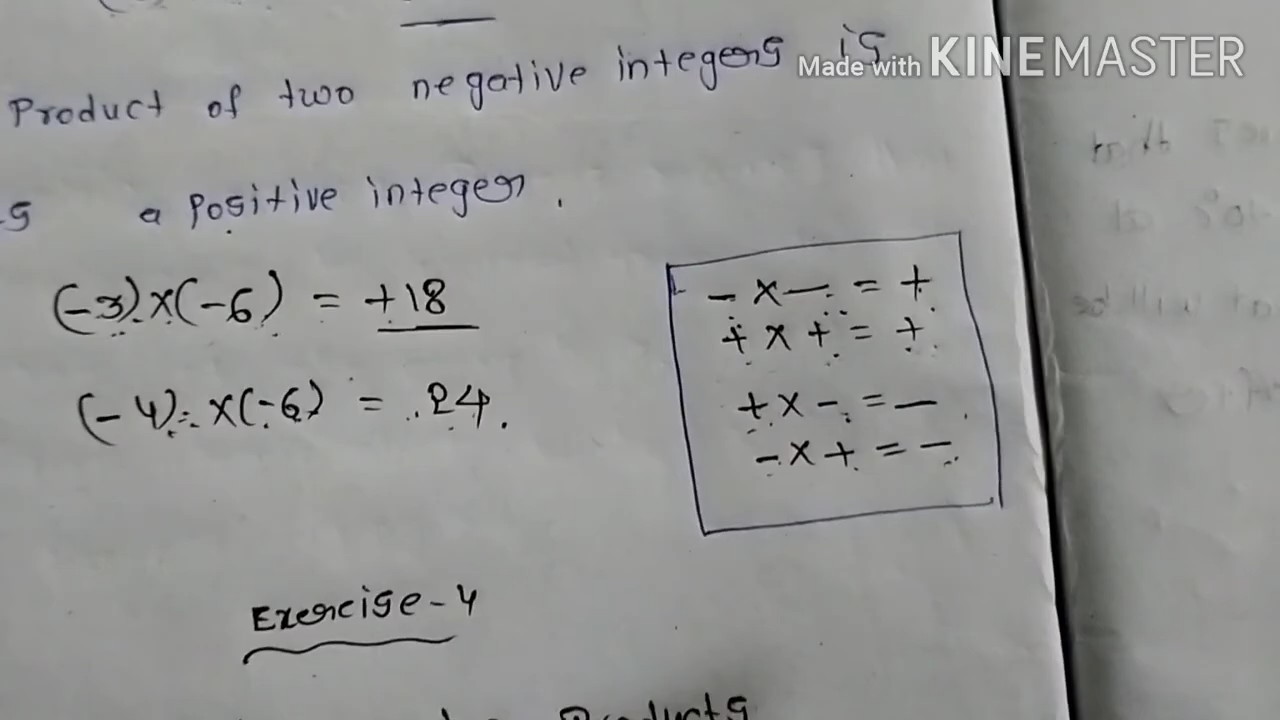 Product of two negative integers is
Made with KINEMASTER
a positive integer.
(-3)×(-6) = +18
(-4)×(-6) = 24.
- × - = +
+ × + = +
+ × - = -
- × + = -
Exercise-4
Products